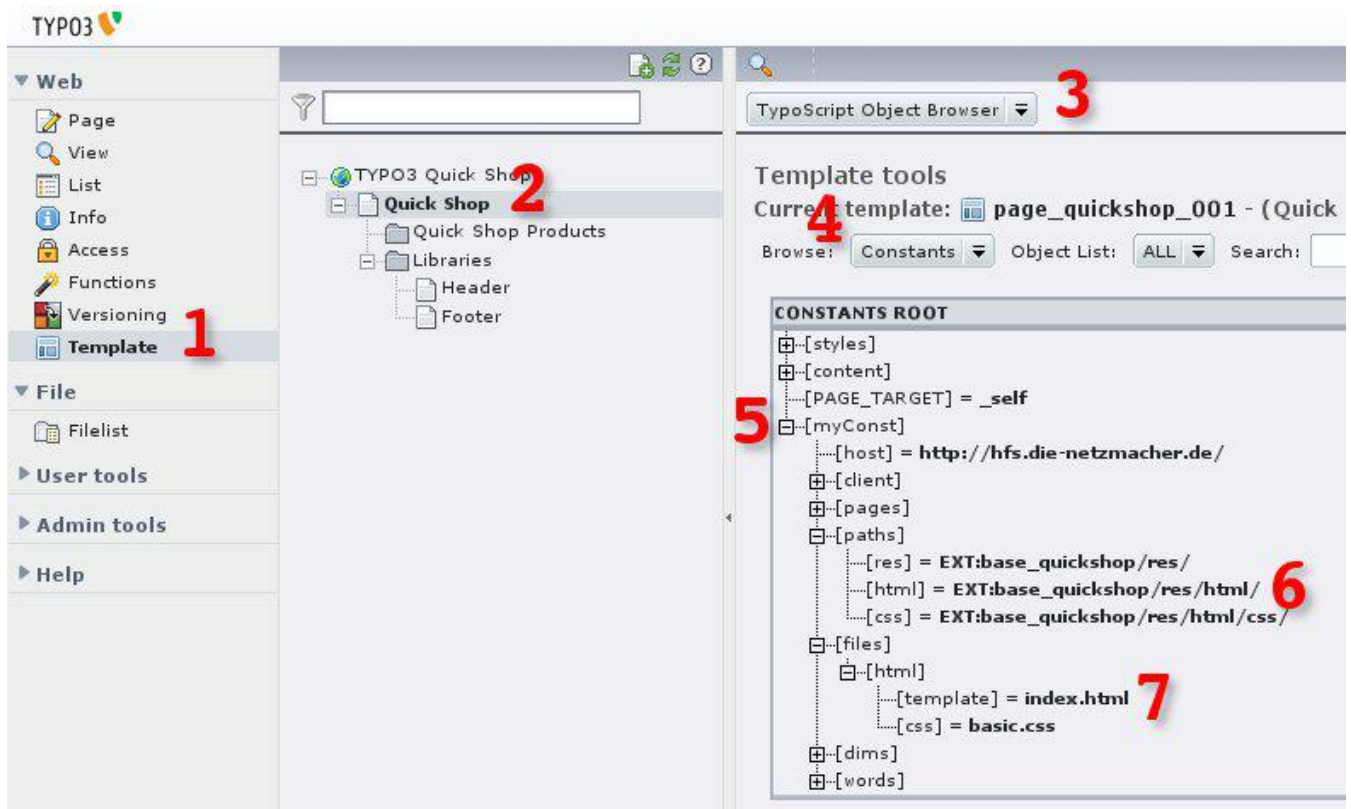 TYPO3
Web
Page
View
List
Info
Access
Functions
Versioning
1
Template
File
Filelist
User tools
Admin tools
Help
TYPO3 Quick Shop
2
Quick Shop
Quick Shop Products
Libraries
Header
Footer
TypoScript Object Browser
3
Template tools
Current template: page_quickshop_001 - (Quick
4
Browse: Constants Object List: ALL Search:
CONSTANTS ROOT
[styles]
[content]
[PAGE_TARGET] = _self
5
[myConst]
[host] = http://hfs.die-netzmacher.de/
[client]
[pages]
[paths]
[res] = EXT:base_quickshop/res/
[html] = EXT:base_quickshop/res/html/
6
[css] = EXT:base_quickshop/res/html/css/
[files]
[html]
[template] = index.html
7
[css] = basic.css
[dims]
[words]